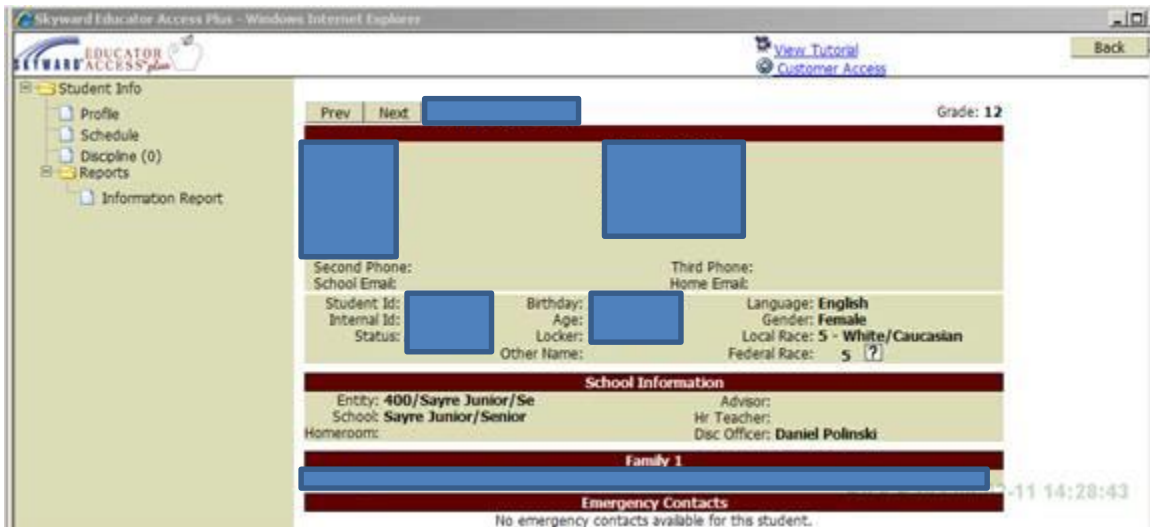 Skyward Educator Access Plus - Windows Internet Explorer
SKYWARD EDUCATOR ACCESS plus
View Tutorial
Customer Access
Back
Student Info
Profile
Schedule
Discipline (0)
Reports
Information Report
Prev Next
Grade: 12
Second Phone: Third Phone:
School Email: Home Email:
Student Id: Birthday: Language: English
Internal Id: Age: Gender: Female
Status: Locker: Local Race: 5 - White/Caucasian
Other Name: Federal Race: 5 ?
School Information
Entity: 400/Sayre Junior/Se Advisor:
School: Sayre Junior/Senior Hr Teacher:
Homeroom: Disc Officer: Daniel Polinski
Family 1
-11 14:28:43
Emergency Contacts
No emergency contacts available for this student.